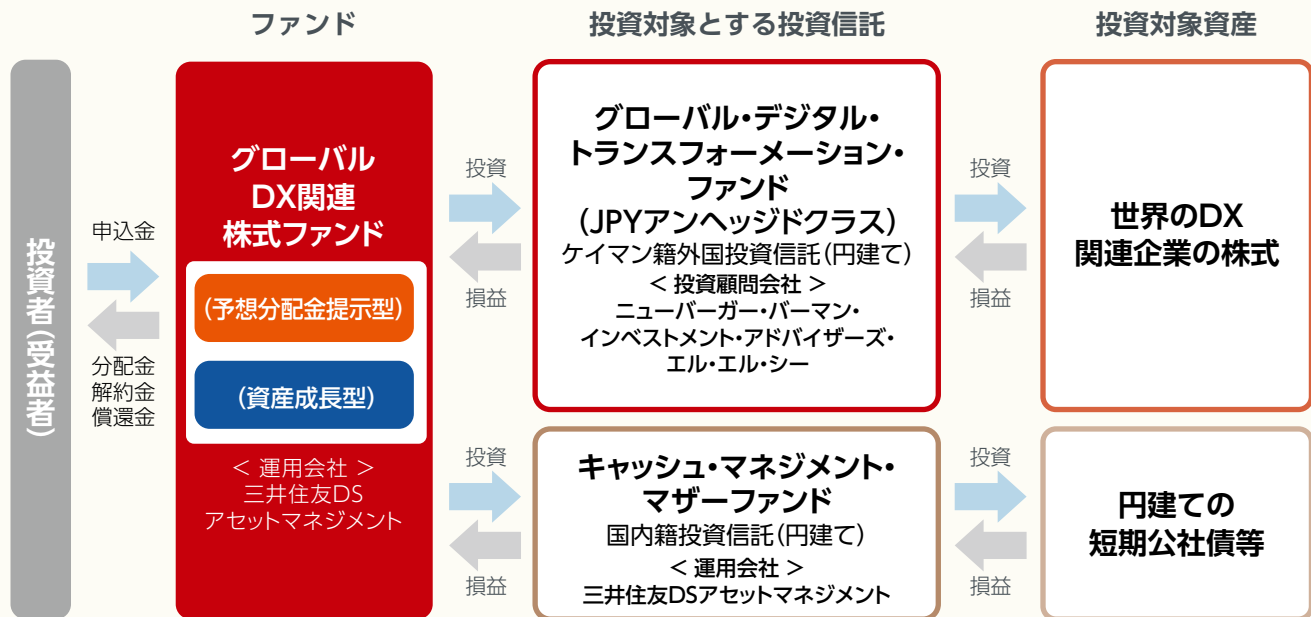 ファンド
投資対象とする投資信託
投資対象資産
投資者(受益者)
申込金
分配金
解約金
償還金
グローバル
DX関連
株式ファンド
(予想分配金提示型)
(資産成長型)
< 運用会社 >
三井住友DS
アセットマネジメント
投資
損益
グローバル・デジタル・
トランスフォーメーション・
ファンド
(JPYアンヘッジドクラス)
ケイマン籍外国投資信託(円建て)
< 投資顧問会社 >
ニューバーガー・バーマン・
インベストメント・アドバイザーズ・
エル・エル・シー
投資
損益
世界のDX
関連企業の株式
投資
損益
キャッシュ・マネジメント・
マザーファンド
国内籍投資信託(円建て)
< 運用会社 >
三井住友DSアセットマネジメント
投資
損益
円建ての
短期公社債等